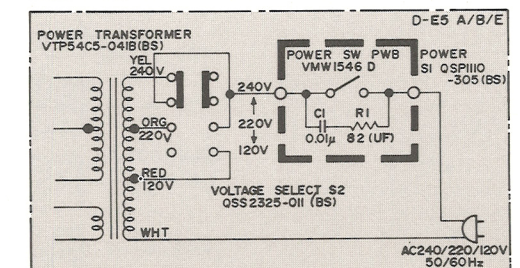 D-E5 A/B/E
POWER TRANSFORMER
VTP54C5-041B(BS)
YEL
240V
ORG
220V
RED
120V
WHT
240V
220V
120V
POWER SW PWB
VMW1546 D
C1
0.01μ
R1
82 (UF)
POWER
S1 QSP1110
-305(BS)
VOLTAGE SELECT S2
QSS2325-011 (BS)
AC240/220/120V
50/60Hz